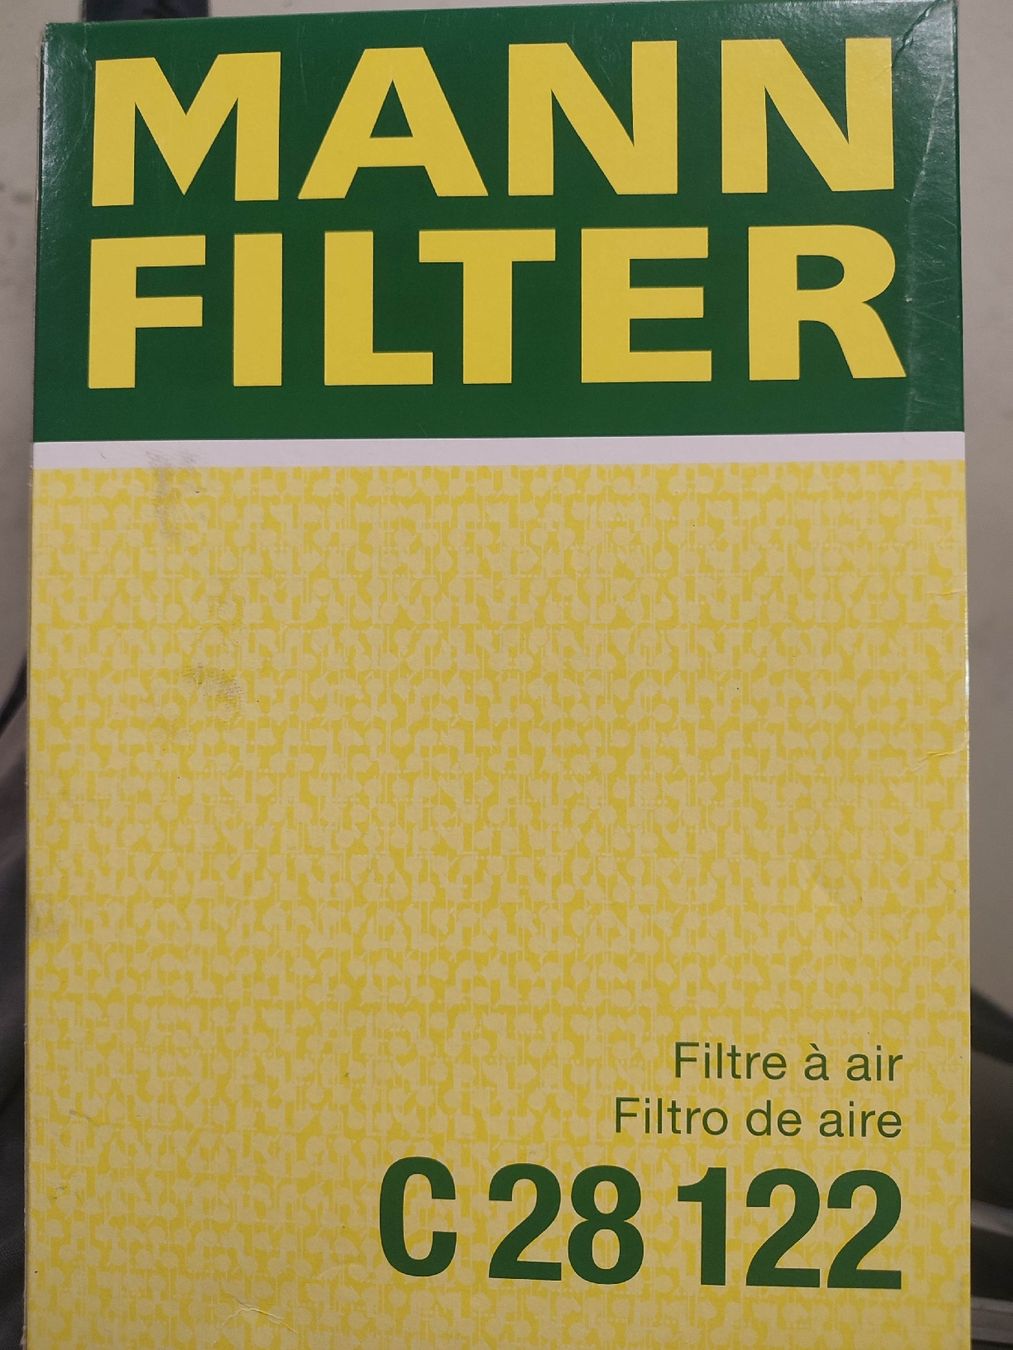 MANN
FILTER
Filtre à air
Filtro de aire
C 28 122